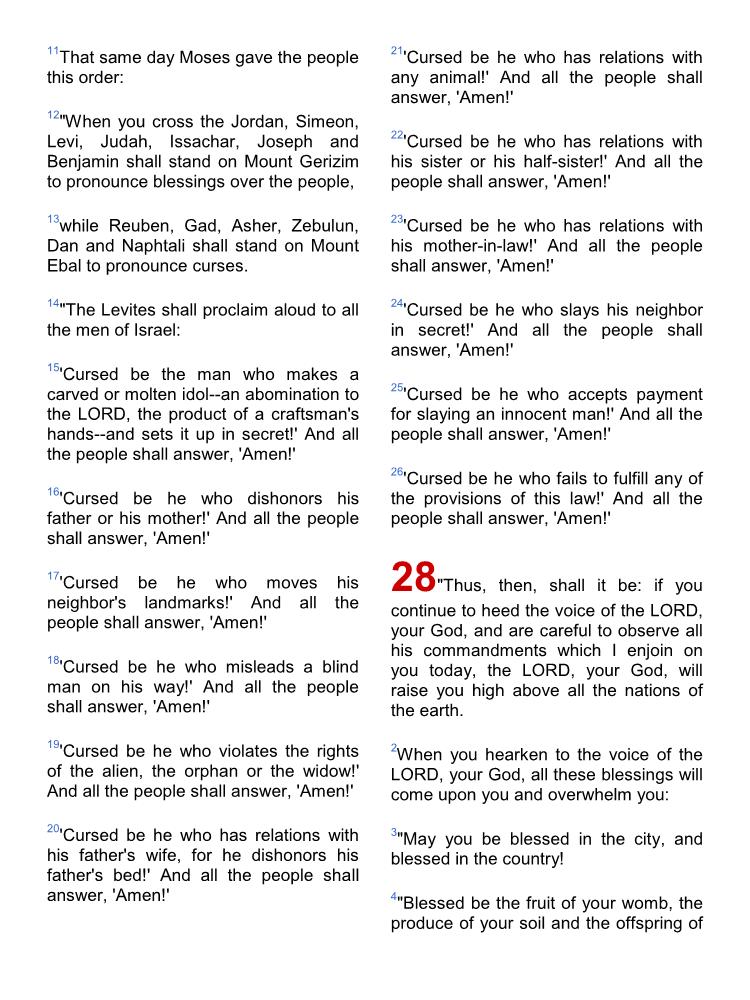 11That same day Moses gave the people
this order:
12"When you cross the Jordan, Simeon,
Levi, Judah, Issachar, Joseph and
Benjamin shall stand on Mount Gerizim
to pronounce blessings over the people,
13while Reuben, Gad, Asher, Zebulun,
Dan and Naphtali shall stand on Mount
Ebal to pronounce curses.
14"The Levites shall proclaim aloud to all
the men of Israel:
15'Cursed be the man who makes a
carved or molten idol--an abomination to
the LORD, the product of a craftsman's
hands--and sets it up in secret!' And all
the people shall answer, 'Amen!'
16'Cursed be he who dishonors his
father or his mother!' And all the people
shall answer, 'Amen!'
17'Cursed be he who moves his
neighbor's landmarks!' And all the
people shall answer, 'Amen!'
18'Cursed be he who misleads a blind
man on his way!' And all the people
shall answer, 'Amen!'
19'Cursed be he who violates the rights
of the alien, the orphan or the widow!'
And all the people shall answer, 'Amen!'
20'Cursed be he who has relations with
his father's wife, for he dishonors his
father's bed!' And all the people shall
answer, 'Amen!'
21'Cursed be he who has relations with
any animal!' And all the people shall
answer, 'Amen!'
22'Cursed be he who has relations with
his sister or his half-sister!' And all the
people shall answer, 'Amen!'
23'Cursed be he who has relations with
his mother-in-law!' And all the people
shall answer, 'Amen!'
24'Cursed be he who slays his neighbor
in secret!' And all the people shall
answer, 'Amen!'
25'Cursed be he who accepts payment
for slaying an innocent man!' And all the
people shall answer, 'Amen!'
26'Cursed be he who fails to fulfill any of
the provisions of this law!' And all the
people shall answer, 'Amen!'
28"Thus, then, shall it be: if you
continue to heed the voice of the LORD,
your God, and are careful to observe all
his commandments which I enjoin on
you today, the LORD, your God, will
raise you high above all the nations of
the earth.
2When you hearken to the voice of the
LORD, your God, all these blessings will
come upon you and overwhelm you:
3"May you be blessed in the city, and
blessed in the country!
4"Blessed be the fruit of your womb, the
produce of your soil and the offspring of